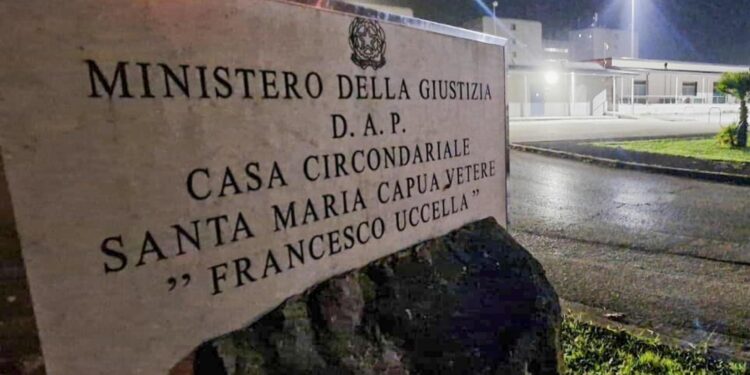 MINISTERO DELLA GIUSTIZIA
D. A. P.
CASA CIRCONDARIALE
SANTA MARIA CAPUA VETERE
” FRANCESCO UCCELLA ”